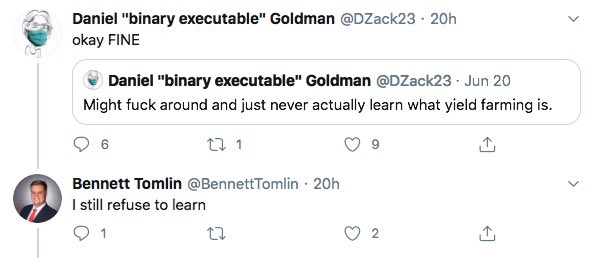 Daniel "binary executable" Goldman @DZack23 · 20h
okay FINE
Daniel "binary executable" Goldman @DZack23 · Jun 20
Might fuck around and just never actually learn what yield farming is.
6 1 9
Bennett Tomlin @BennettTomlin · 20h
I still refuse to learn
1 2